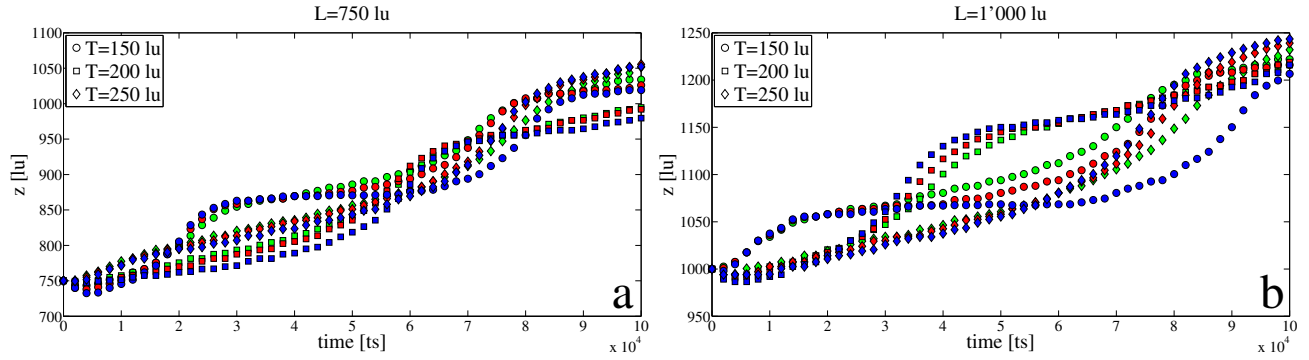 L=750 lu
1100
1050
1000
950
900
850
800
750
700
z [lu]
T=150 lu
T=200 lu
T=250 lu
a
0 1 2 3 4 5 6 7 8 9 10
time [ts]
x 10^4
L=1'000 lu
1250
1200
1150
1100
1050
1000
950
z [lu]
T=150 lu
T=200 lu
T=250 lu
b
0 1 2 3 4 5 6 7 8 9 10
time [ts]
x 10^4